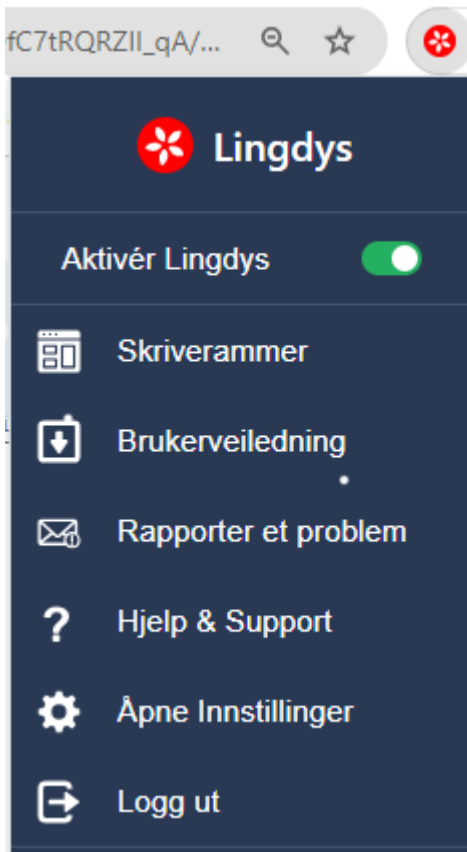 fC7tRQRZII_qA/...
Lingdys
Aktivér Lingdys
Skriverammer
Brukerveiledning
Rapporter et problem
? Hjelp & Support
Åpne Innstillinger
Logg ut